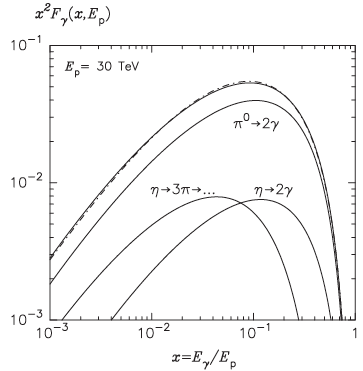 x²F_γ(x,E_p)
10⁻¹
E_p= 30 TeV
π⁰→2γ
10⁻²
η→3π→... η→2γ
10⁻³
10⁻³ 10⁻² 10⁻¹ 1
x=E_γ/E_p